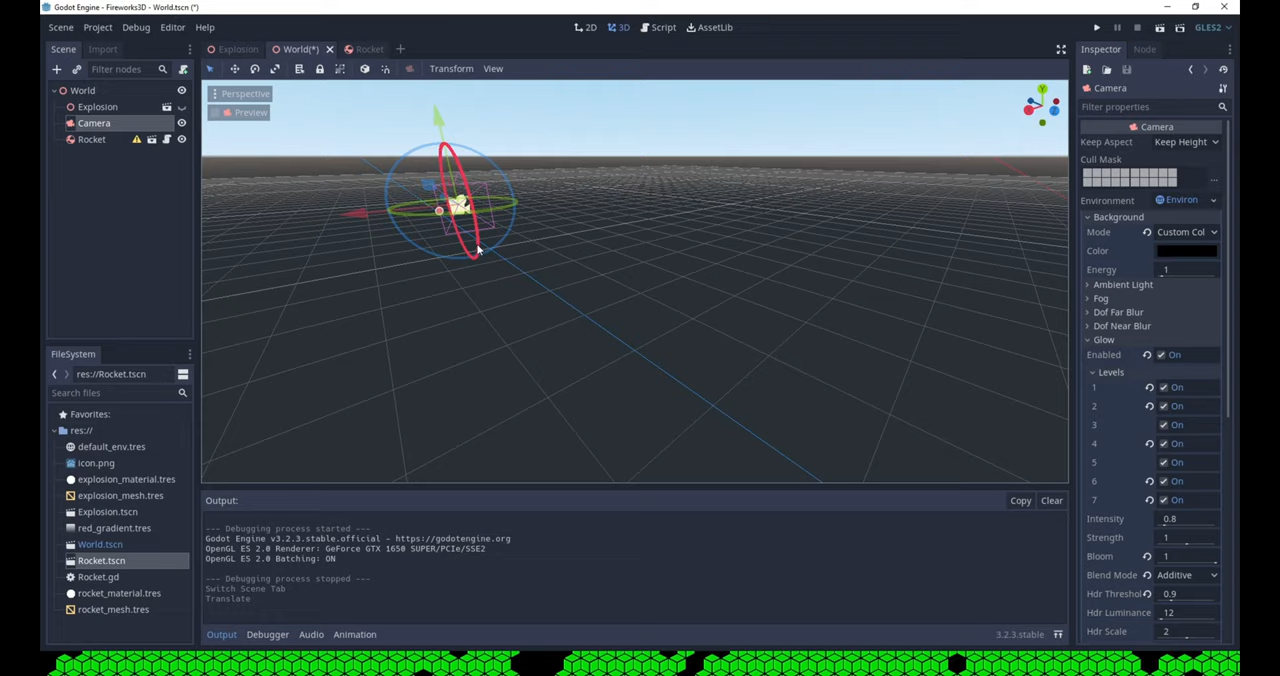 Godot Engine - Fireworks3D - World.tscn (*)
Scene Project Debug Editor Help
2D 3D Script AssetLib
GLES2
Scene Import
Explosion World(*) Rocket
Inspector Node
Filter nodes
Transform View
World
Explosion
Camera
Rocket
Perspective
Preview
Y
Z
Camera
Filter properties
Camera
Keep Aspect Keep Height
Cull Mask
Environment Environ
Background
Mode Custom Col
Color
Energy 1
Ambient Light
Fog
Dof Far Blur
Dof Near Blur
Glow
Enabled On
Levels
1 On
2 On
3 On
4 On
5 On
6 On
7 On
Intensity 0.8
Strength 1
Bloom 1
Blend Mode Additive
Hdr Threshol 0.9
Hdr Luminance 12
Hdr Scale 2
FileSystem
res://Rocket.tscn
Search files
Favorites:
res://
default_env.tres
icon.png
explosion_material.tres
explosion_mesh.tres
Explosion.tscn
red_gradient.tres
World.tscn
Rocket.tscn
Rocket.gd
rocket_material.tres
rocket_mesh.tres
Output: Copy Clear
--- Debugging process started ---
Godot Engine v3.2.3.stable.official - https://godotengine.org
OpenGL ES 2.0 Renderer: GeForce GTX 1650 SUPER/PCIe/SSE2
OpenGL ES 2.0 Batching: ON
--- Debugging process stopped ---
Switch Scene Tab
Translate
Output Debugger Audio Animation
3.2.3.stable